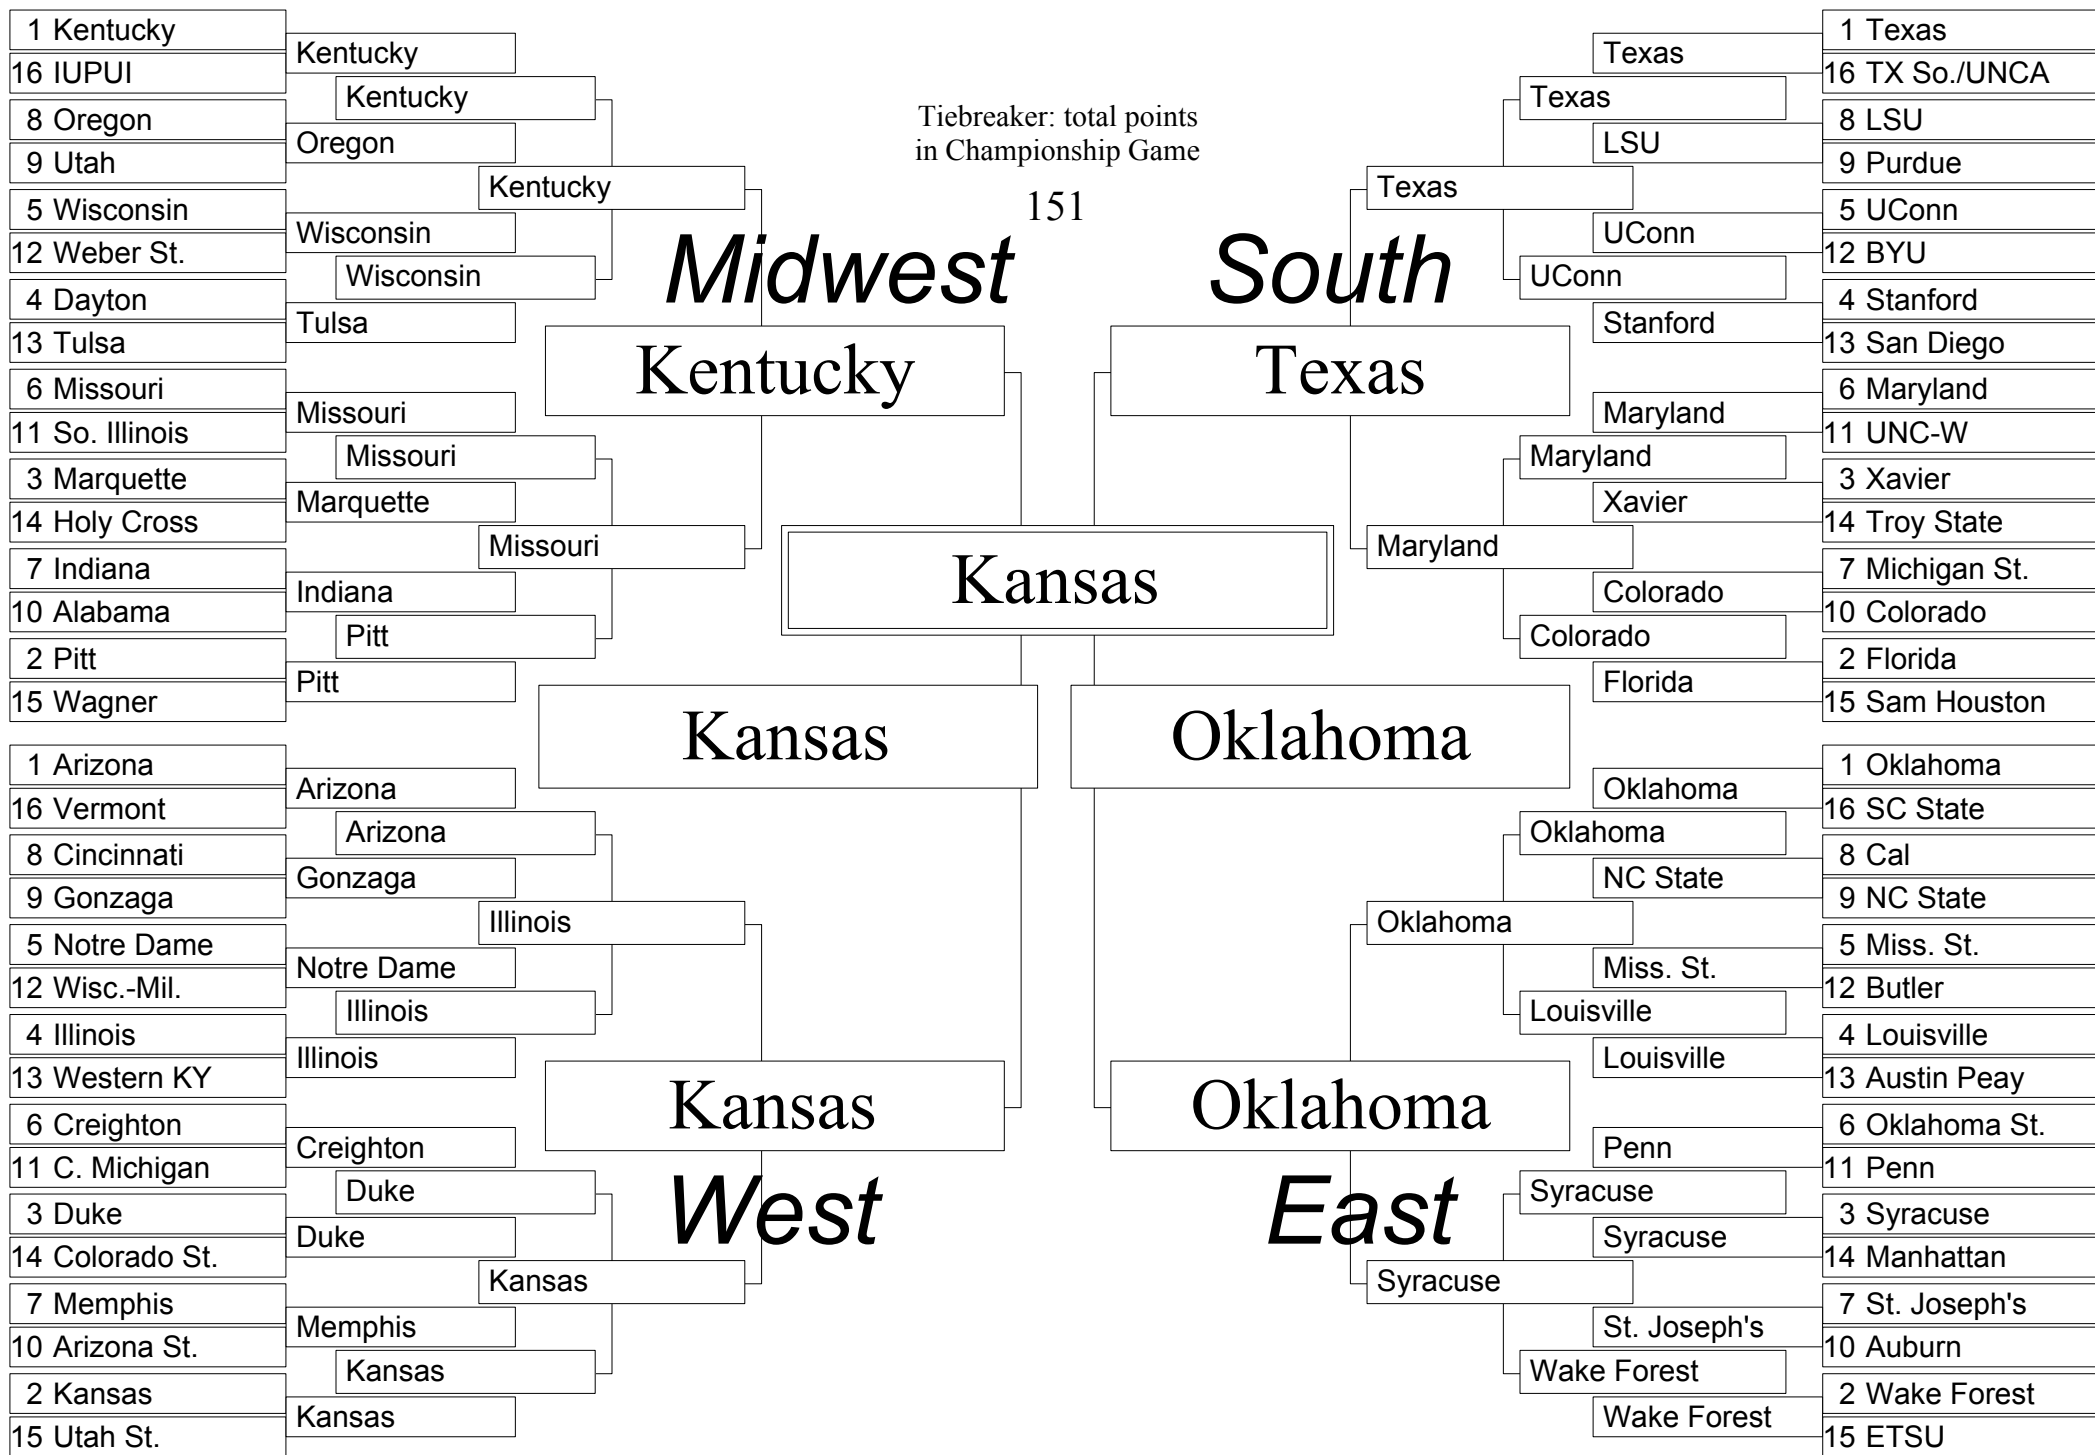 1 Kentucky
16 IUPUI
8 Oregon
9 Utah
5 Wisconsin
12 Weber St.
4 Dayton
13 Tulsa
6 Missouri
11 So. Illinois
3 Marquette
14 Holy Cross
7 Indiana
10 Alabama
2 Pitt
15 Wagner
Kentucky
Oregon
Wisconsin
Tulsa
Missouri
Marquette
Indiana
Pitt
Kentucky
Wisconsin
Missouri
Pitt
Kentucky
Missouri
Midwest
Kentucky
1 Arizona
16 Vermont
8 Cincinnati
9 Gonzaga
5 Notre Dame
12 Wisc.-Mil.
4 Illinois
13 Western KY
6 Creighton
11 C. Michigan
3 Duke
14 Colorado St.
7 Memphis
10 Arizona St.
2 Kansas
15 Utah St.
Arizona
Gonzaga
Notre Dame
Illinois
Creighton
Duke
Memphis
Kansas
Arizona
Illinois
Duke
Kansas
Illinois
Kansas
Kansas
West
Tiebreaker: total points
in Championship Game
151
Kansas
Kansas
Oklahoma
South
Texas
Texas
Maryland
Texas
UConn
Maryland
Colorado
Texas
LSU
UConn
Stanford
Maryland
Xavier
Colorado
Florida
1 Texas
16 TX So./UNCA
8 LSU
9 Purdue
5 UConn
12 BYU
4 Stanford
13 San Diego
6 Maryland
11 UNC-W
3 Xavier
14 Troy State
7 Michigan St.
10 Colorado
2 Florida
15 Sam Houston
Oklahoma
East
Oklahoma
Syracuse
Oklahoma
Louisville
Syracuse
Wake Forest
Oklahoma
NC State
Miss. St.
Louisville
Penn
Syracuse
St. Joseph's
Wake Forest
1 Oklahoma
16 SC State
8 Cal
9 NC State
5 Miss. St.
12 Butler
4 Louisville
13 Austin Peay
6 Oklahoma St.
11 Penn
3 Syracuse
14 Manhattan
7 St. Joseph's
10 Auburn
2 Wake Forest
15 ETSU